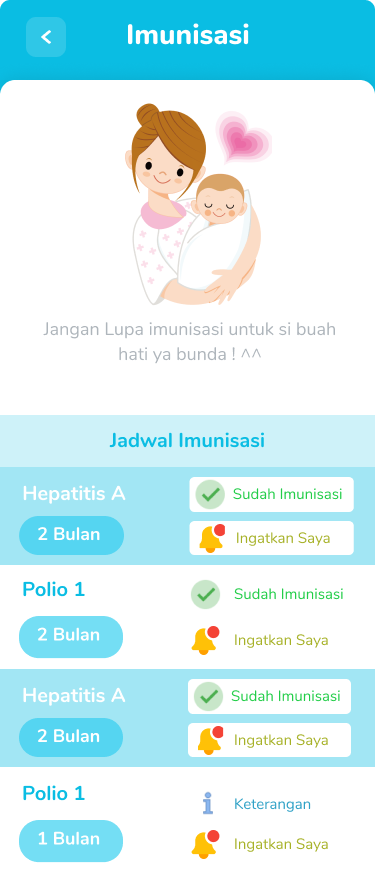 Imunisasi
Jangan Lupa imunisasi untuk si buah
hati ya bunda ! ^^
Jadwal Imunisasi
Hepatitis A
Sudah Imunisasi
2 Bulan
Ingatkan Saya
Polio 1
Sudah Imunisasi
2 Bulan
Ingatkan Saya
Hepatitis A
Sudah Imunisasi
2 Bulan
Ingatkan Saya
Polio 1
Keterangan
1 Bulan
Ingatkan Saya